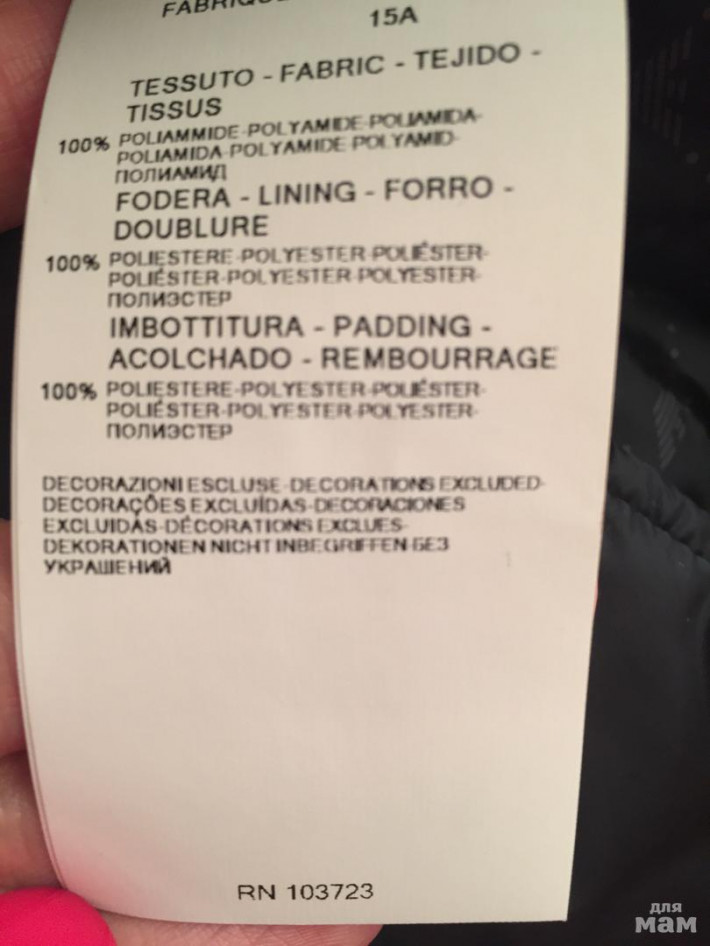 15A
TESSUTO - FABRIC - TEJIDO -
TISSUS
100% POLIAMMIDE-POLYAMIDE-POLIAMIDA-
POLIAMIDA-POLYAMIDE-POLYAMID-
ПОЛИАМИД
FODERA - LINING - FORRO -
DOUBLURE
100% POLIESTERE-POLYESTER-POLIÉSTER-
POLIÉSTER-POLYESTER-POLYESTER-
ПОЛИЭСТЕР
IMBOTTITURA - PADDING -
ACOLCHADO - REMBOURRAGE
100% POLIESTERE-POLYESTER-POLIÉSTER-
POLIÉSTER-POLYESTER-POLYESTER-
ПОЛИЭСТЕР
DECORAZIONI ESCLUSE-DECORATIONS EXCLUDED-
DECORAÇÕES EXCLUÍDAS-DECORACIONES
EXCLUIDAS-DÉCORATIONS EXCLUES-
DEKORATIONEN NICHT INBEGRIFFEN-БЕЗ
УКРАШЕНИЙ
RN 103723
для
мам